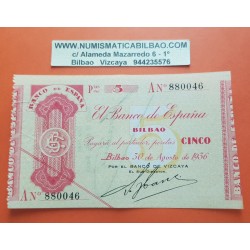 WWW.NUMISMATICABILBAO.COM
c/ Alameda Mazarredo 6 - 1º
Bilbao Vizcaya 944235576
BANCO DE ESPAÑA
Ptas 5
A Nº 880046
El Banco de España
BILBAO
Pagará al portador pesetas CINCO
Bilbao 30 de Agosto de 1936
POR EL BANCO DE VIZCAYA
A Nº 880046